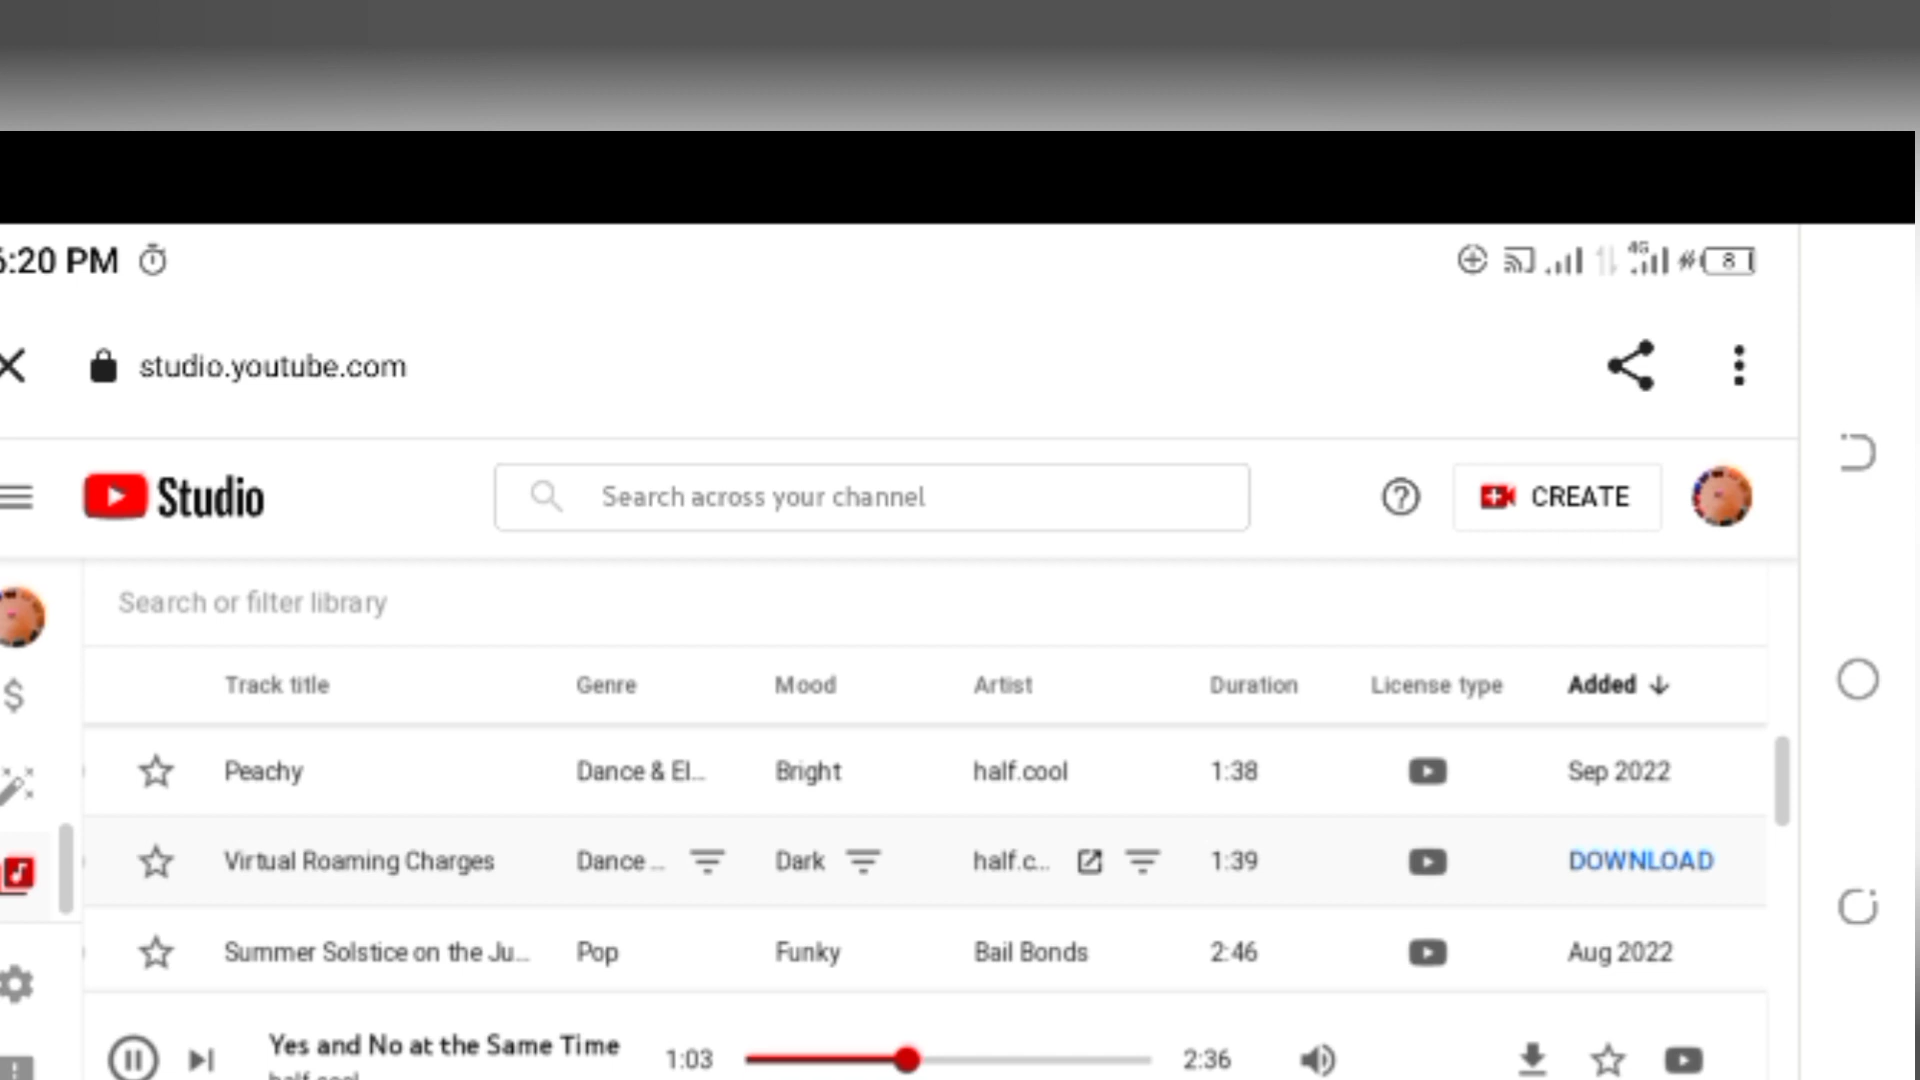 :20 PM
4G
8
studio.youtube.com
Studio
Search across your channel
CREATE
Search or filter library
Track title Genre Mood Artist Duration License type Added
Peachy Dance & El... Bright half.cool 1:38 Sep 2022
Virtual Roaming Charges Dance ... Dark half.c... 1:39 DOWNLOAD
Summer Solstice on the Ju... Pop Funky Bail Bonds 2:46 Aug 2022
Yes and No at the Same Time 1:03 2:36